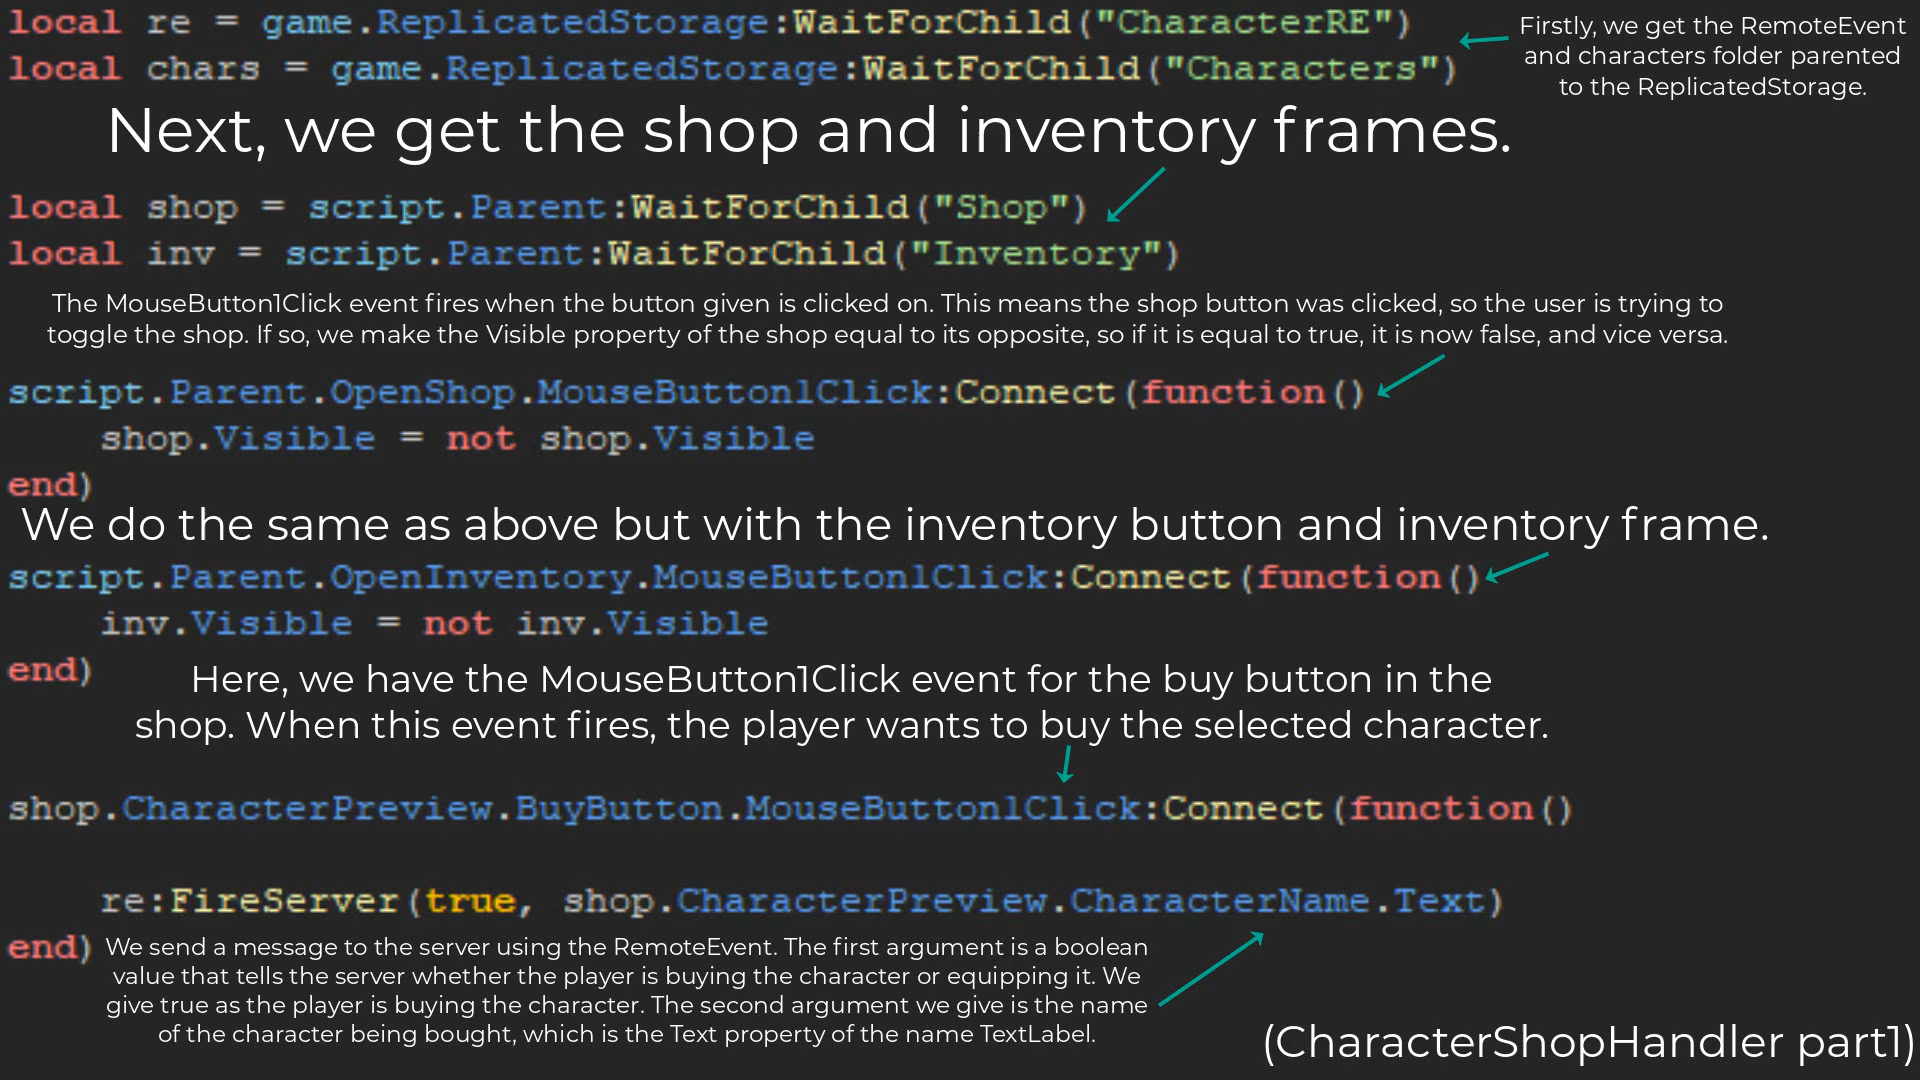 local re = game.ReplicatedStorage:WaitForChild("CharacterRE")
local chars = game.ReplicatedStorage:WaitForChild("Characters")
Firstly, we get the RemoteEvent
and characters folder parented
to the ReplicatedStorage.
Next, we get the shop and inventory frames.
local shop = script.Parent:WaitForChild("Shop")
local inv = script.Parent:WaitForChild("Inventory")
The MouseButton1Click event fires when the button given is clicked on. This means the shop button was clicked, so the user is trying to
toggle the shop. If so, we make the Visible property of the shop equal to its opposite, so if it is equal to true, it is now false, and vice versa.
script.Parent.OpenShop.MouseButton1Click:Connect(function()
    shop.Visible = not shop.Visible
end)
We do the same as above but with the inventory button and inventory frame.
script.Parent.OpenInventory.MouseButton1Click:Connect(function()
    inv.Visible = not inv.Visible
end)
Here, we have the MouseButton1Click event for the buy button in the
shop. When this event fires, the player wants to buy the selected character.
shop.CharacterPreview.BuyButton.MouseButton1Click:Connect(function()
    re:FireServer(true, shop.CharacterPreview.CharacterName.Text)
end)
We send a message to the server using the RemoteEvent. The first argument is a boolean
value that tells the server whether the player is buying the character or equipping it. We
give true as the player is buying the character. The second argument we give is the name
of the character being bought, which is the Text property of the name TextLabel.
(CharacterShopHandler part1)